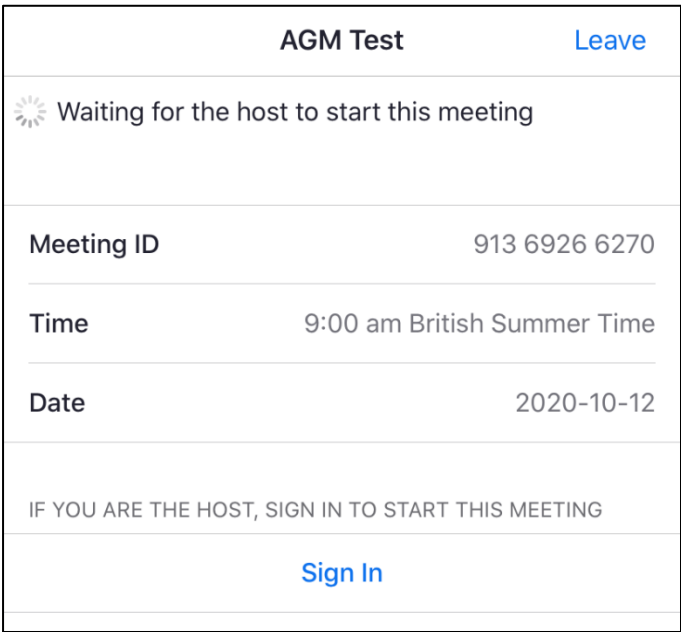 AGM Test Leave
Waiting for the host to start this meeting
Meeting ID 913 6926 6270
Time 9:00 am British Summer Time
Date 2020-10-12
IF YOU ARE THE HOST, SIGN IN TO START THIS MEETING
Sign In